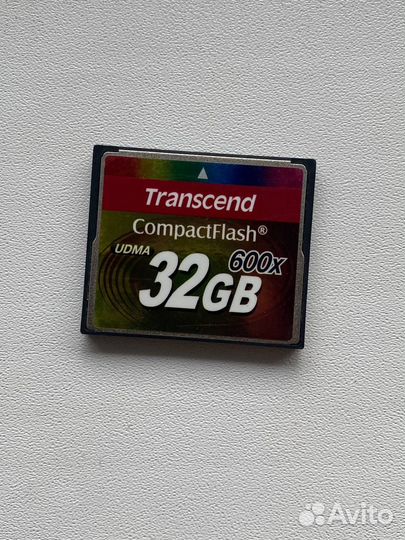 Transcend
CompactFlash®
UDMA 600x
32GB
Avito